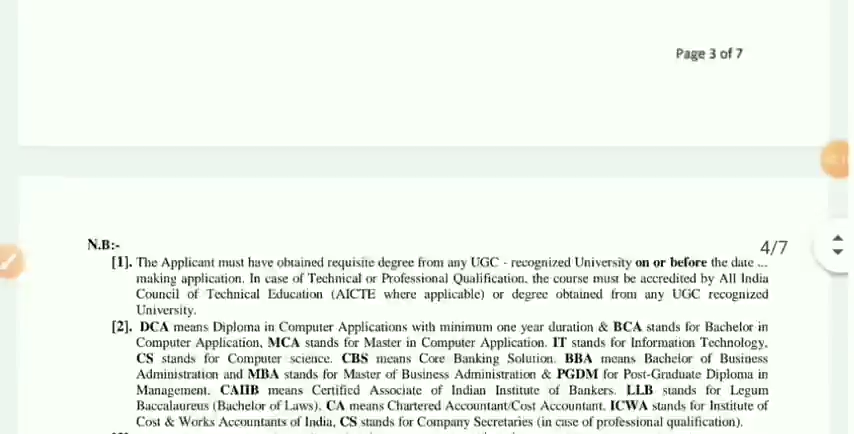 Page 3 of 7
4/7
N.B:-
[1]. The Applicant must have obtained requisite degree from any UGC - recognized University on or before the date ...
making application. In case of Technical or Professional Qualification, the course must be accredited by All India
Council of Technical Education (AICTE where applicable) or degree obtained from any UGC recognized
University.
[2]. DCA means Diploma in Computer Applications with minimum one year duration & BCA stands for Bachelor in
Computer Application, MCA stands for Master in Computer Application. IT stands for Information Technology,
CS stands for Computer science. CBS means Core Banking Solution. BBA means Bachelor of Business
Administration and MBA stands for Master of Business Administration & PGDM for Post-Graduate Diploma in
Management. CAIIB means Certified Associate of Indian Institute of Bankers. LLB stands for Legum
Baccalaureus (Bachelor of Laws). CA means Chartered Accountant/Cost Accountant. ICWA stands for Institute of
Cost & Works Accountants of India, CS stands for Company Secretaries (in case of professional qualification).